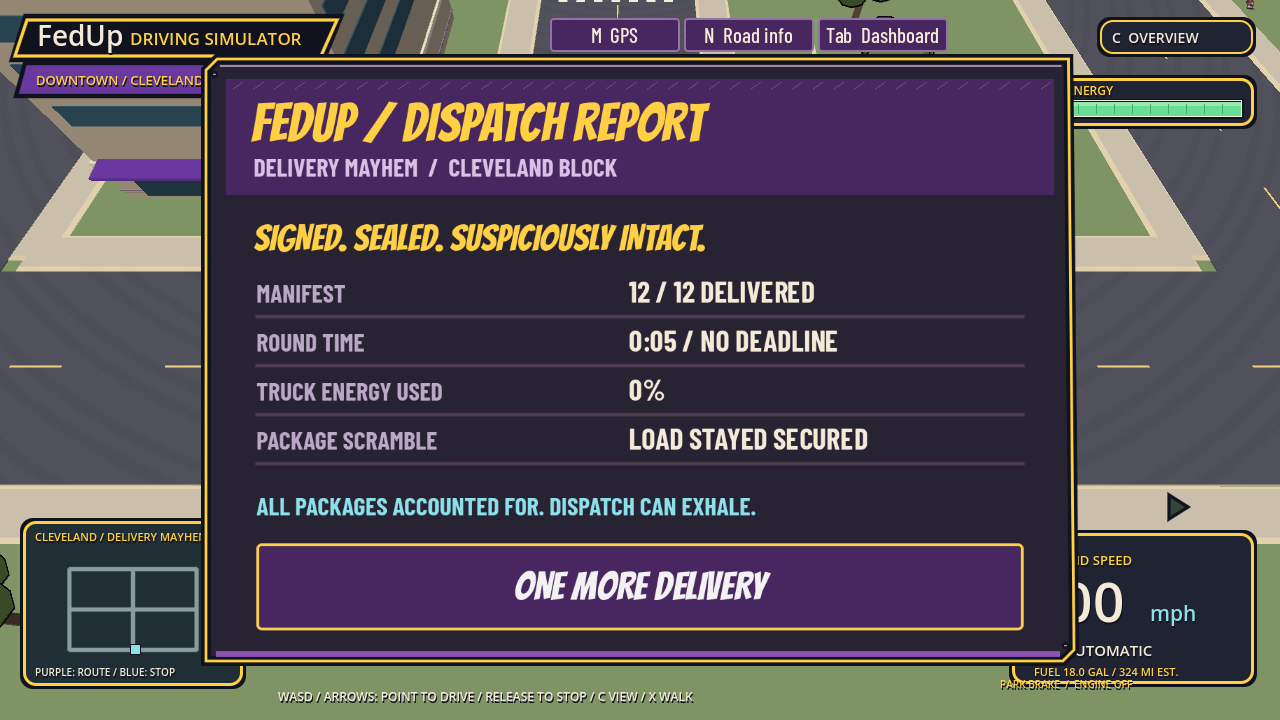 FedUp DRIVING SIMULATOR
M GPS
N Road info
Tab Dashboard
C OVERVIEW
DOWNTOWN / CLEVELAND
FEDUP / DISPATCH REPORT
DELIVERY MAYHEM / CLEVELAND BLOCK
SIGNED. SEALED. SUSPICIOUSLY INTACT.
MANIFEST 12 / 12 DELIVERED
ROUND TIME 0:05 / NO DEADLINE
TRUCK ENERGY USED 0%
PACKAGE SCRAMBLE LOAD STAYED SECURED
ALL PACKAGES ACCOUNTED FOR. DISPATCH CAN EXHALE.
ONE MORE DELIVERY
CLEVELAND / DELIVERY MAYHEM
PURPLE: ROUTE / BLUE: STOP
SPEED
mph
FUEL 18.0 GAL / 324 MI EST.
PARK BRAKE / ENGINE OFF
WASD / ARROWS: POINT TO DRIVE / RELEASE TO STOP / C VIEW / X WALK